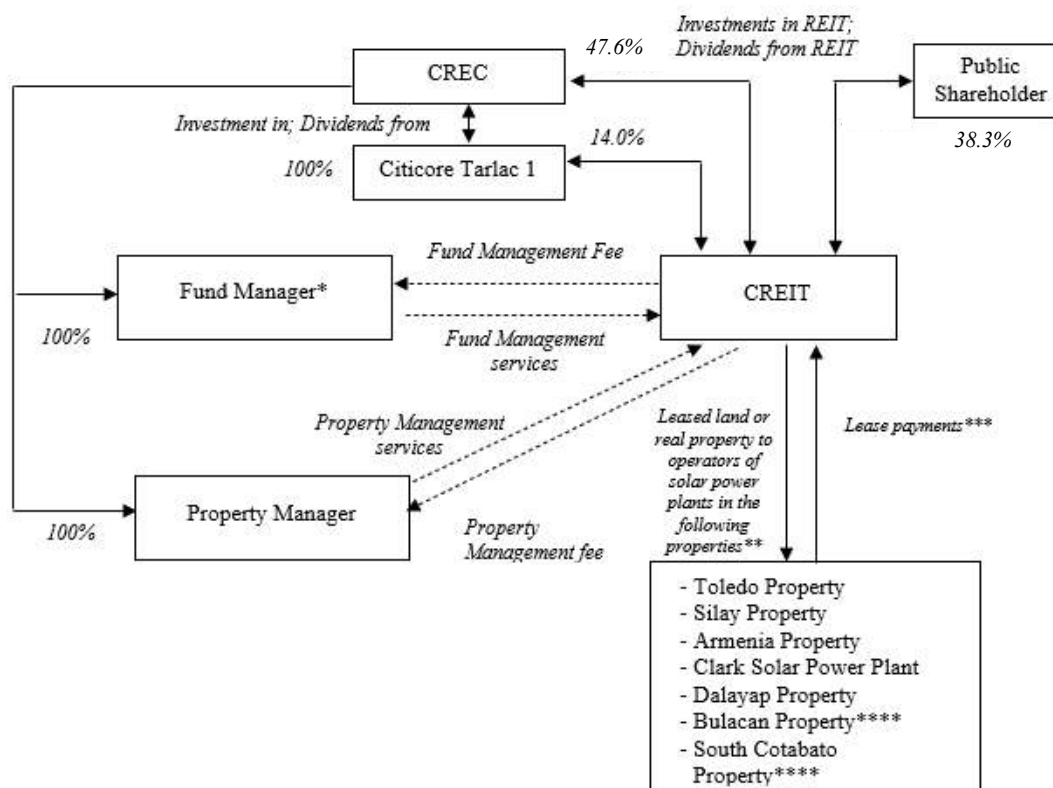 Investments in REIT;
Dividends from REIT
47.6%
CREC
Public
Shareholder
38.3%
Investment in; Dividends from
14.0%
100%
Citicore Tarlac 1
Fund Management Fee
Fund Manager*
CREIT
100%
Fund Management
services
Property Management
services
Leased land or
real property to
operators of
solar power
plants in the
following
properties**
Lease payments***
Property Manager
100%
Property
Management fee
- Toledo Property
- Silay Property
- Armenia Property
- Clark Solar Power Plant
- Dalayap Property
- Bulacan Property****
- South Cotabato
Property****